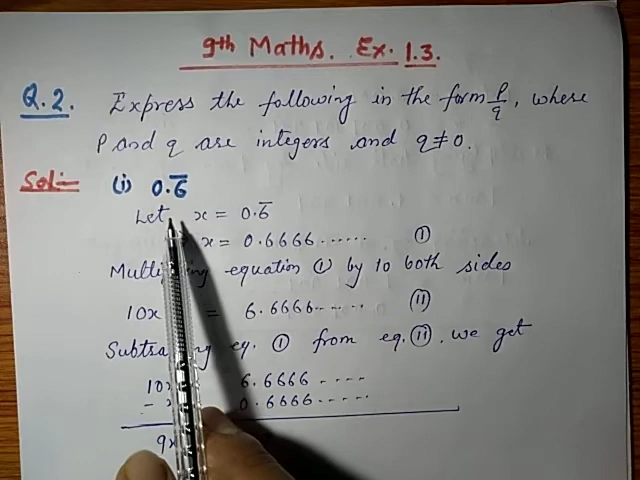 9th Maths. Ex. 1.3.
Q.2. Express the following in the form P/q, where
P and q are integers and q≠0.
Sol:- (i) 0.6̅
Let x = 0.6̅
x = 0.6666...... (I)
equation (I) by 10 both sides
10x = 6.6666...... (II)
eq. (I) from eq. (II), we get
6.6666 ....
- 0.6666 .....